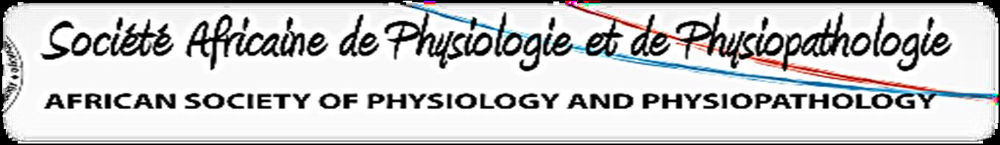 Société Africaine de Physiologie et de Physiopathologie
AFRICAN SOCIETY OF PHYSIOLOGY AND PHYSIOPATHOLOGY